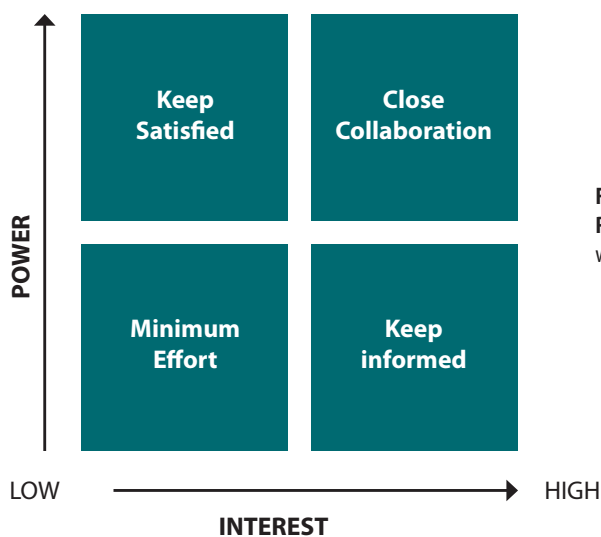 Keep
Satisfied
Close
Collaboration
POWER
Minimum
Effort
Keep
informed
LOW
HIGH
INTEREST